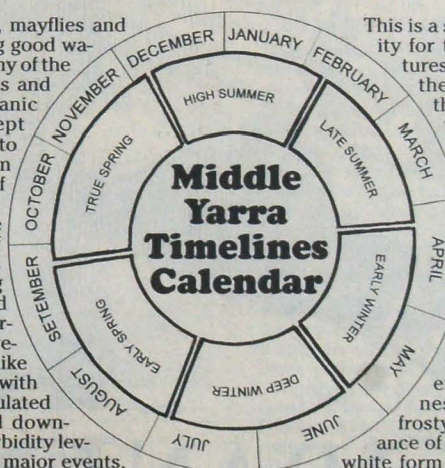 , mayflies and
g good wa-
ny of the
s and
anic
ept
to
n
f
d
r-
e-
ike
with
ulated
d down-
rbidity lev-
major events.
JANUARY
FEBRUARY
MARCH
APRIL
MAY
JUNE
JULY
AUGUST
SETEMBER
OCTOBER
NOVEMBER
DECEMBER
HIGH SUMMER
LATE SUMMER
EARLY WINTER
DEEP WINTER
EARLY SPRING
TRUE SPRING
Middle
Yarra
Timelines
Calendar
This is a s
ity for t
tures
the
th
e
nes
frosty
ance of
white form